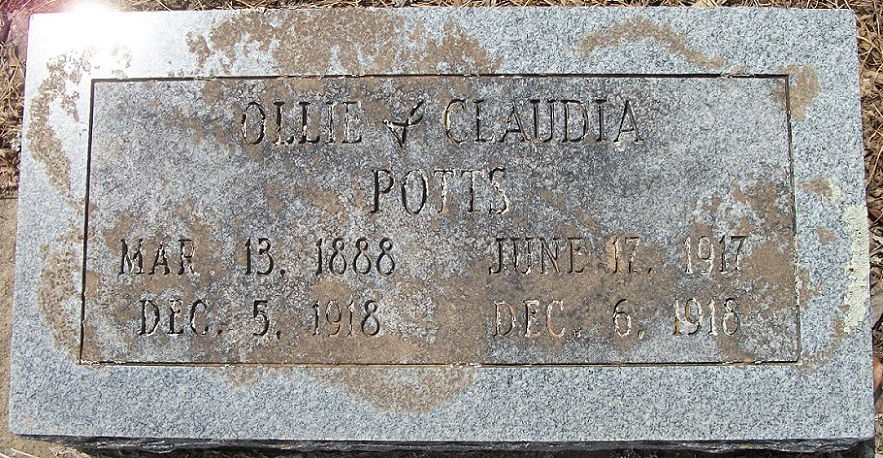 OLLIE & CLAUDIA
POTTS
MAR. 13, 1888 JUNE 17, 1917
DEC. 5, 1918 DEC. 6, 1918